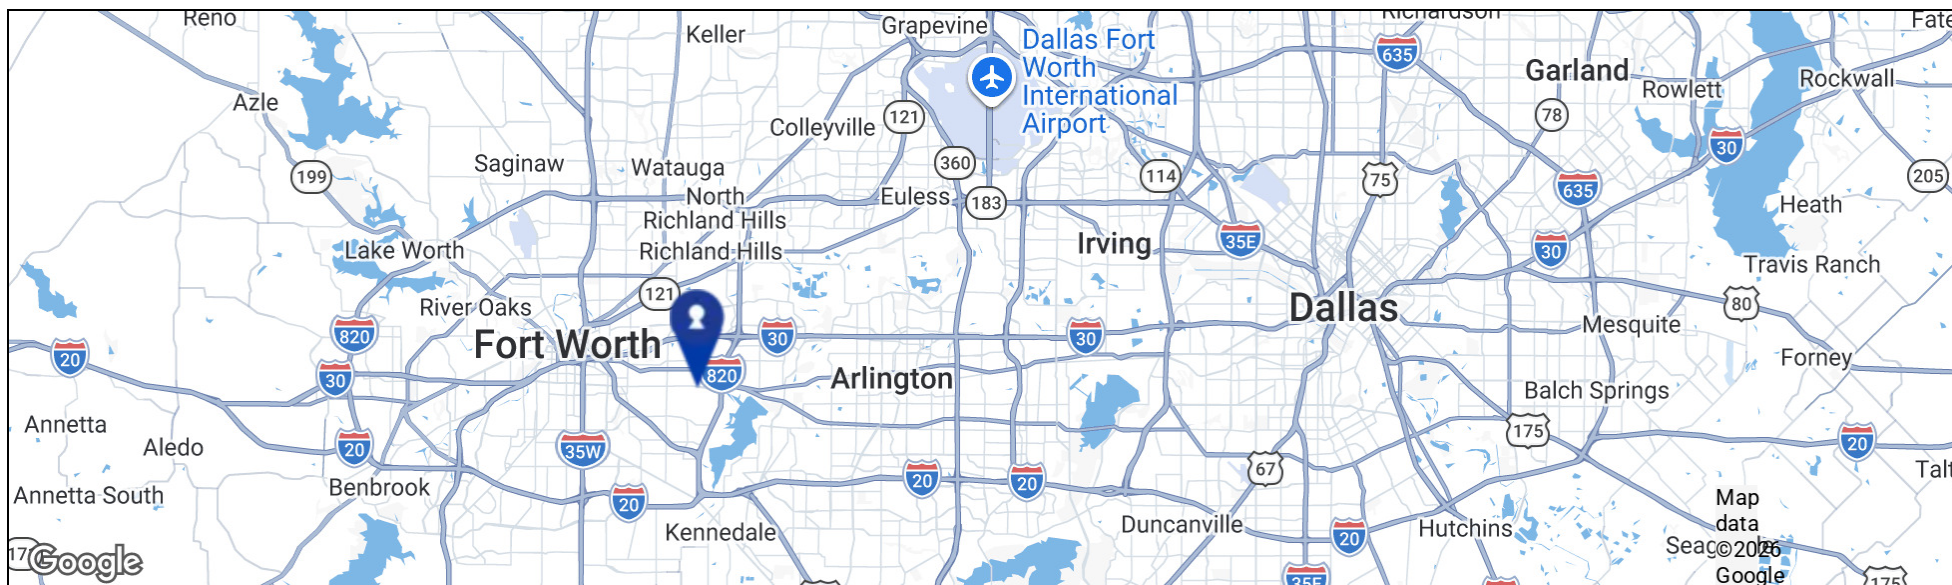 Reno
Keller
Grapevine
Richardson
Fate
Dallas Fort
Worth
International
Airport
635
Garland
Rowlett
Rockwall
Azle
121
Colleyville
78
30
Saginaw
Watauga
360
114
75
635
199
205
North
Richland Hills
Euless
183
Heath
Richland Hills
Lake Worth
Irving
35E
30
Travis Ranch
River Oaks
121
Dallas
80
Mesquite
820
Fort Worth
30
30
20
Forney
30
820
Arlington
Balch Springs
Annetta
Aledo
20
35W
175
20
Benbrook
20
20
67
Annetta South
20
Kennedale
Duncanville
20
Hutchins
Map
data
©2026
Google
Google
35E
175